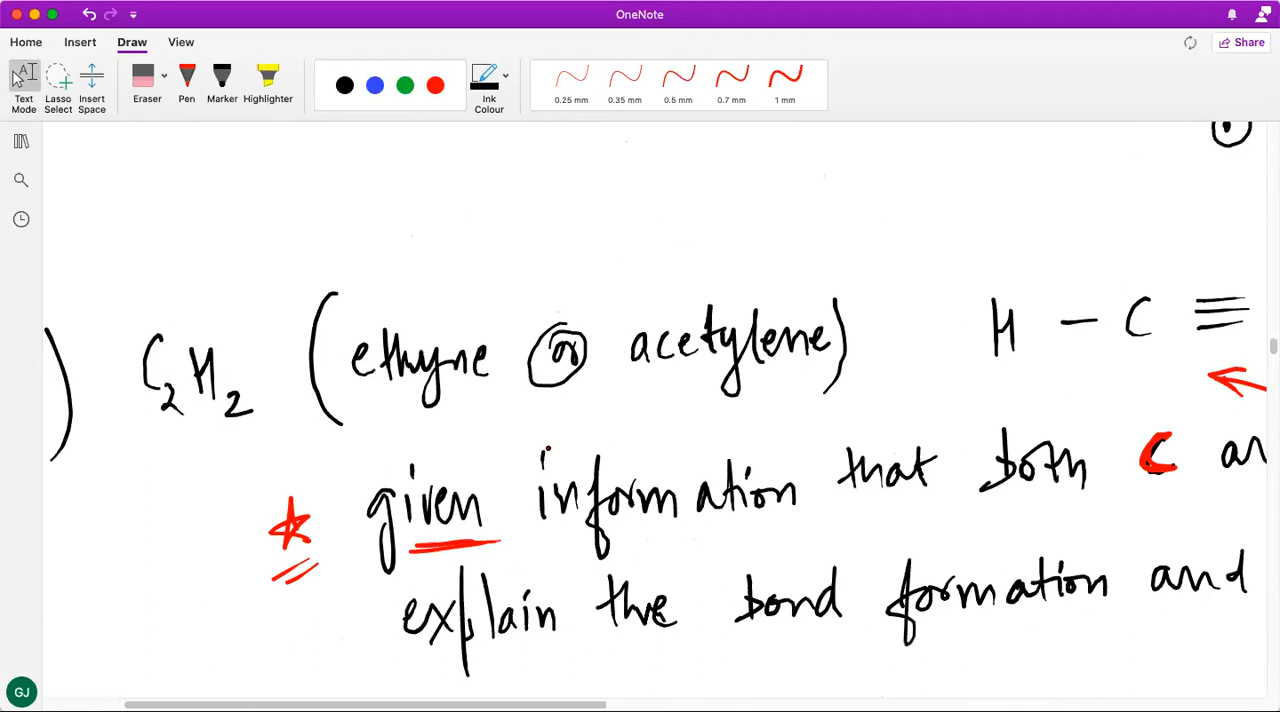 OneNote
Home Insert Draw View
Share
Text Mode
Lasso Select
Insert Space
Eraser
Pen
Marker
Highlighter
Ink Colour
0.25 mm
0.35 mm
0.5 mm
0.7 mm
1 mm
) C₂H₂ (ethyne or acetylene) H – C ≡
given information that both C
explain the bond formation and
GJ